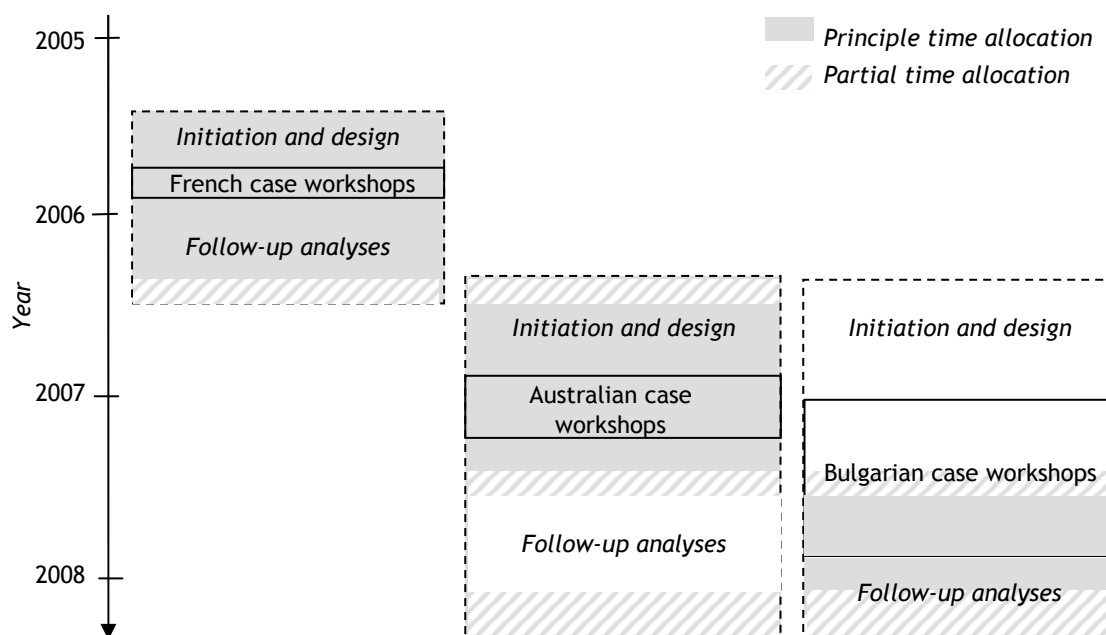 2005
Principle time allocation
Partial time allocation
Initiation and design
French case workshops
2006
Follow-up analyses
Year
Initiation and design
Initiation and design
2007
Australian case
workshops
Bulgarian case workshops
Follow-up analyses
2008
Follow-up analyses